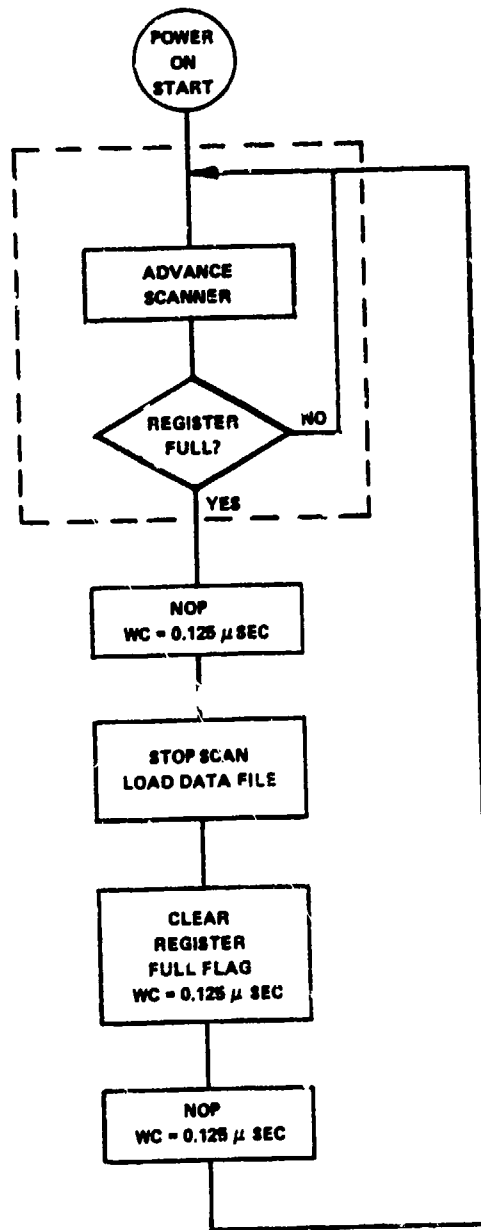 POWER
ON
START
ADVANCE
SCANNER
REGISTER
FULL?
NO
YES
NOP
WC = 0.125 μ SEC
STOP SCAN
LOAD DATA FILE
CLEAR
REGISTER
FULL FLAG
WC = 0.125 μ SEC
NOP
WC = 0.125 μ SEC